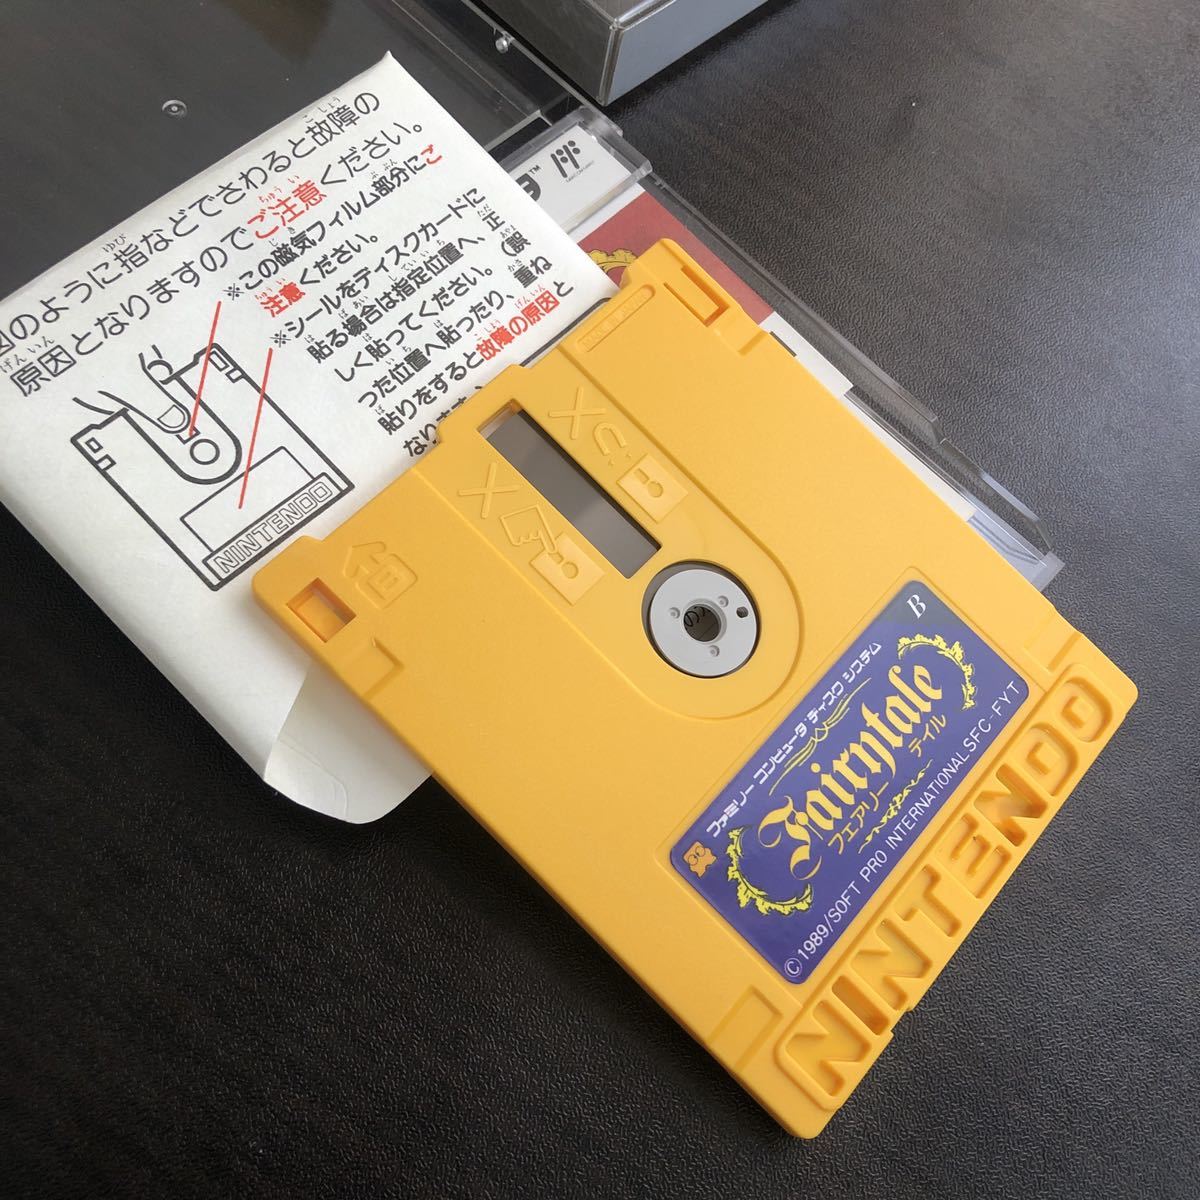 図のように指などでさわると故障の
原因となりますのでご注意ください。
※この磁気フィルム部分にご
注意ください。
※シールをディスクカードに
貼る場合は指定位置へ、正
しく貼ってください。(誤
った位置へ貼ったり、重ね
貼りをすると故障の原因と
NINTENDO
B
ファミリー コンピュータ ディスク システム
Fairytale
フェアリーテイル
©1989/SOFT PRO INTERNATIONAL SFC-FYT
NINTENDO